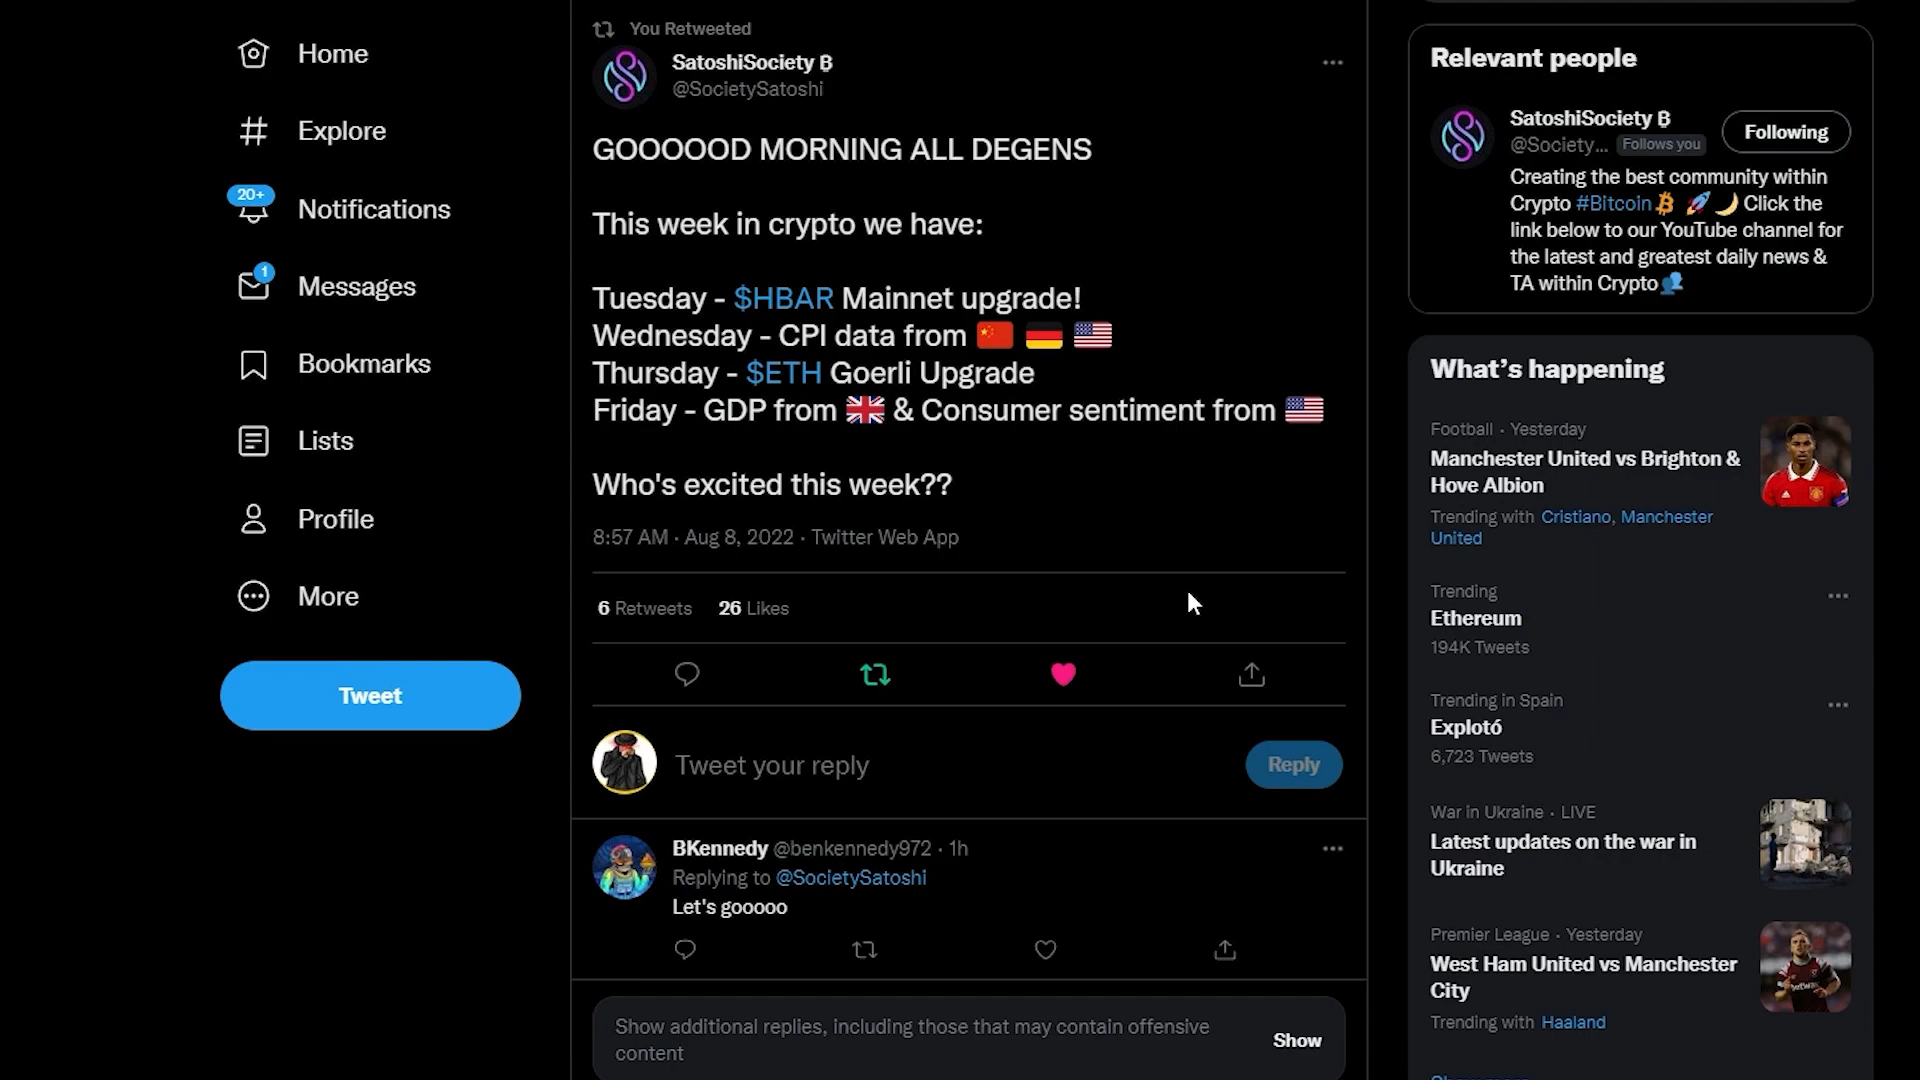 Home
Explore
20+
Notifications
1
Messages
Bookmarks
Lists
Profile
More
Tweet
You Retweeted
SatoshiSociety ₿
@SocietySatoshi
GOOOOOD MORNING ALL DEGENS
This week in crypto we have:
Tuesday - $HBAR Mainnet upgrade!
Wednesday - CPI data from 🇨🇳 🇩🇪 🇺🇸
Thursday - $ETH Goerli Upgrade
Friday - GDP from 🇬🇧 & Consumer sentiment from 🇺🇸
Who's excited this week??
8:57 AM · Aug 8, 2022 · Twitter Web App
6 Retweets 26 Likes
Tweet your reply
Reply
BKennedy @benkennedy972 · 1h
Replying to @SocietySatoshi
Let's gooooo
Show additional replies, including those that may contain offensive
content
Show
Relevant people
SatoshiSociety ₿
@Society... Follows you
Following
Creating the best community within
Crypto #Bitcoin 🚀🌙 Click the
link below to our YouTube channel for
the latest and greatest daily news &
TA within Crypto👥
What's happening
Football · Yesterday
Manchester United vs Brighton &
Hove Albion
Trending with Cristiano, Manchester
United
Trending
Ethereum
194K Tweets
Trending in Spain
Explotó
6,723 Tweets
War in Ukraine · LIVE
Latest updates on the war in
Ukraine
Premier League · Yesterday
West Ham United vs Manchester
City
Trending with Haaland